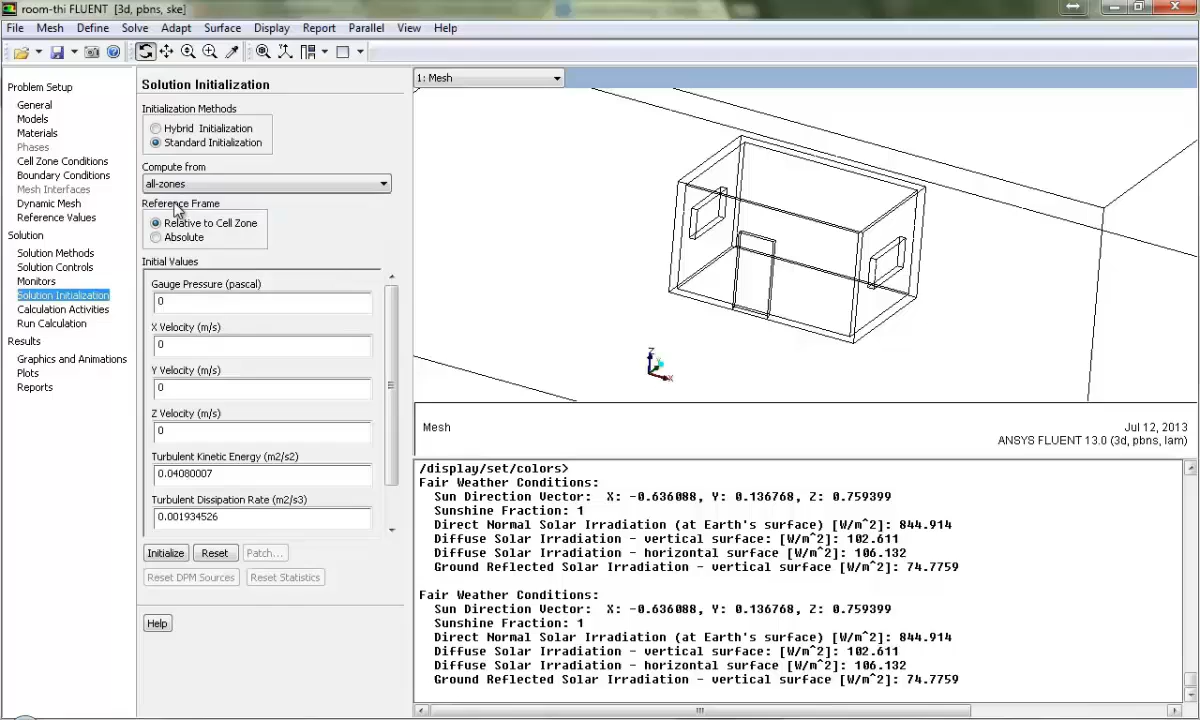 room-thi FLUENT [3d, pbns, ske]
File Mesh Define Solve Adapt Surface Display Report Parallel View Help
Problem Setup
General
Models
Materials
Phases
Cell Zone Conditions
Boundary Conditions
Mesh Interfaces
Dynamic Mesh
Reference Values
Solution
Solution Methods
Solution Controls
Monitors
Solution Initialization
Calculation Activities
Run Calculation
Results
Graphics and Animations
Plots
Reports
Solution Initialization
Initialization Methods
Hybrid Initialization
Standard Initialization
Compute from
all-zones
Reference Frame
Relative to Cell Zone
Absolute
Initial Values
Gauge Pressure (pascal)
0
X Velocity (m/s)
0
Y Velocity (m/s)
0
Z Velocity (m/s)
0
Turbulent Kinetic Energy (m2/s2)
0.04080007
Turbulent Dissipation Rate (m2/s3)
0.001934526
Initialize Reset Patch...
Reset DPM Sources Reset Statistics
Help
1: Mesh
Z
Y
X
Mesh
Jul 12, 2013
ANSYS FLUENT 13.0 (3d, pbns, lam)
/display/set/colors>
Fair Weather Conditions:
Sun Direction Vector: X: -0.636088, Y: 0.136768, Z: 0.759399
Sunshine Fraction: 1
Direct Normal Solar Irradiation (at Earth's surface) [W/m^2]: 844.914
Diffuse Solar Irradiation - vertical surface: [W/m^2]: 102.611
Diffuse Solar Irradiation - horizontal surface [W/m^2]: 106.132
Ground Reflected Solar Irradiation - vertical surface [W/m^2]: 74.7759
Fair Weather Conditions:
Sun Direction Vector: X: -0.636088, Y: 0.136768, Z: 0.759399
Sunshine Fraction: 1
Direct Normal Solar Irradiation (at Earth's surface) [W/m^2]: 844.914
Diffuse Solar Irradiation - vertical surface: [W/m^2]: 102.611
Diffuse Solar Irradiation - horizontal surface [W/m^2]: 106.132
Ground Reflected Solar Irradiation - vertical surface [W/m^2]: 74.7759